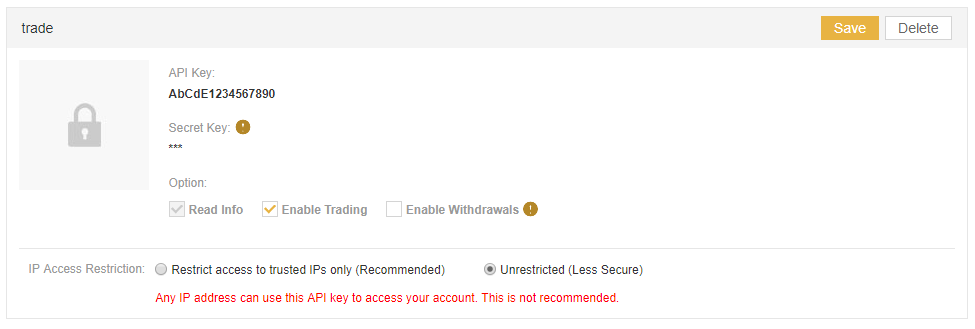 trade
Save
Delete
API Key:
AbCdE1234567890
Secret Key:
***
Option:
Read Info
Enable Trading
Enable Withdrawals
IP Access Restriction:
Restrict access to trusted IPs only (Recommended)
Unrestricted (Less Secure)
Any IP address can use this API key to access your account. This is not recommended.